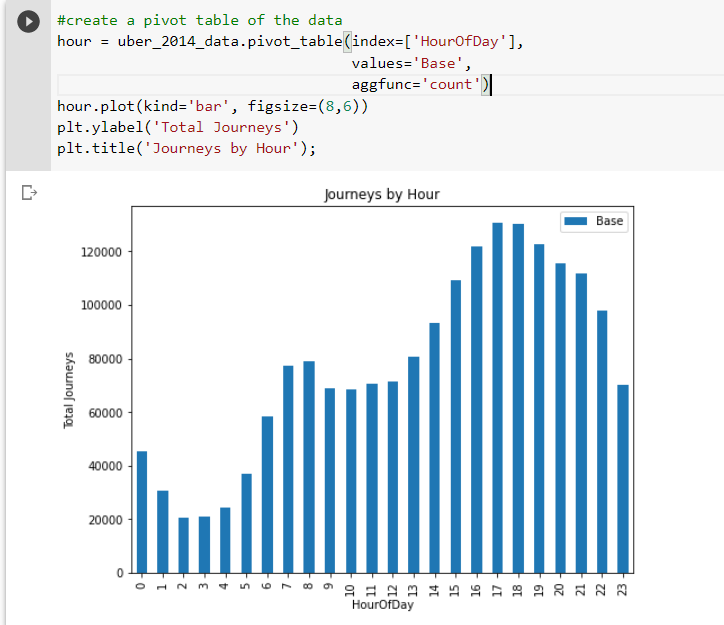 #create a pivot table of the data
hour = uber_2014_data.pivot_table(index=['HourOfDay'],
values='Base',
aggfunc='count')
hour.plot(kind='bar', figsize=(8,6))
plt.ylabel('Total Journeys')
plt.title('Journeys by Hour');
Journeys by Hour
Base
120000
100000
80000
60000
40000
20000
0
Total Journeys
0 1 2 3 4 5 6 7 8 9 10 11 12 13 14 15 16 17 18 19 20 21 22 23
HourOfDay